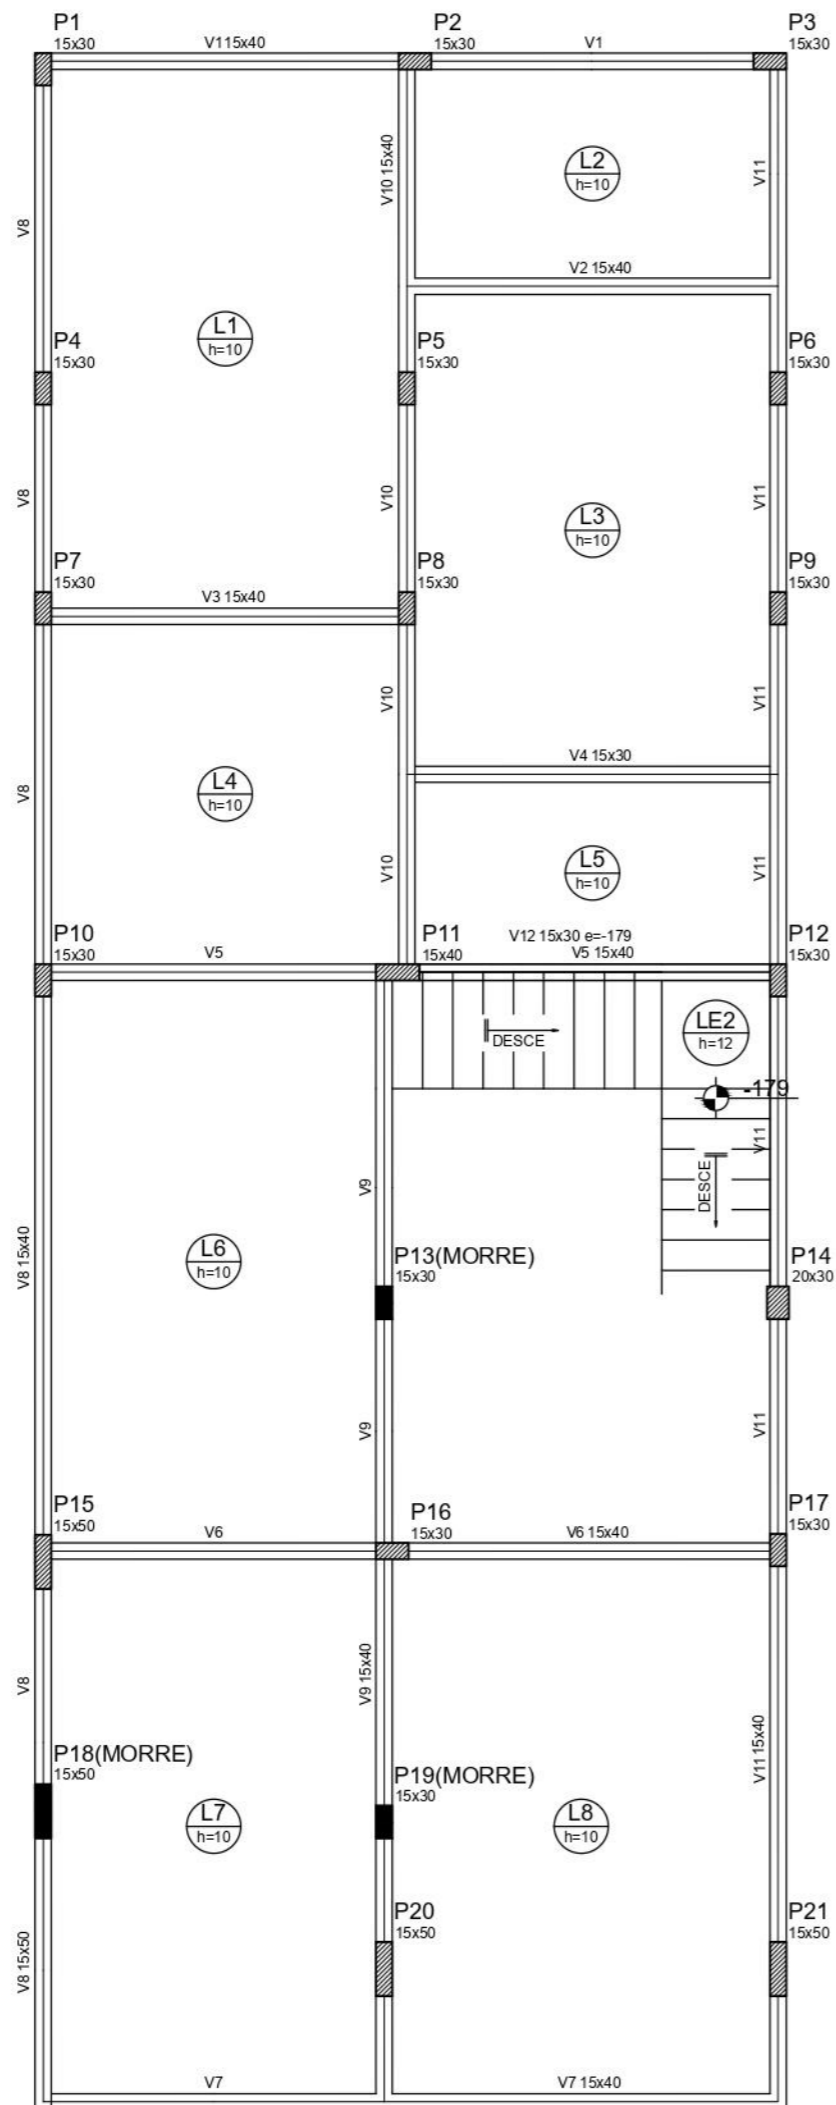 P1
15x30
V115x40
P2
15x30
V1
P3
15x30
V8
V10 15x40
L2
h=10
V11
V2 15x40
P4
15x30
L1
h=10
P5
15x30
P6
15x30
V8
V10
L3
h=10
V11
P7
15x30
V3 15x40
P8
15x30
P9
15x30
V10
V11
V4 15x30
V8
L4
h=10
V10
L5
h=10
V11
P10
15x30
V5
P11
15x40
V12 15x30 e=-179
V5 15x40
P12
15x30
DESCE
LE2
h=12
-179
V11
DESCE
V9
V8 15x40
L6
h=10
P13(MORRE)
15x30
P14
20x30
V9
V11
P15
15x50
V6
P16
15x30
V6 15x40
P17
15x30
V8
V9 15x40
V11 15x40
P18(MORRE)
15x50
P19(MORRE)
15x30
L7
h=10
L8
h=10
P20
15x50
P21
15x50
V8 15x50
V7
V7 15x40